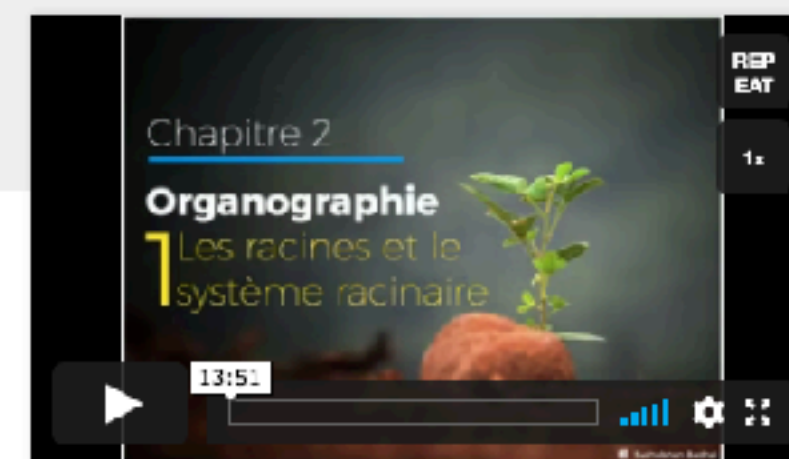 REP
EAT
1x
Chapitre 2
Organographie
1 Les racines et le
système racinaire
13:51